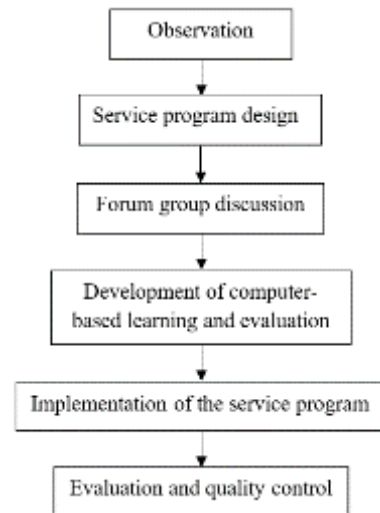 Observation
Service program design
Forum group discussion
Development of computer-
based learning and evaluation
Implementation of the service program
Evaluation and quality control